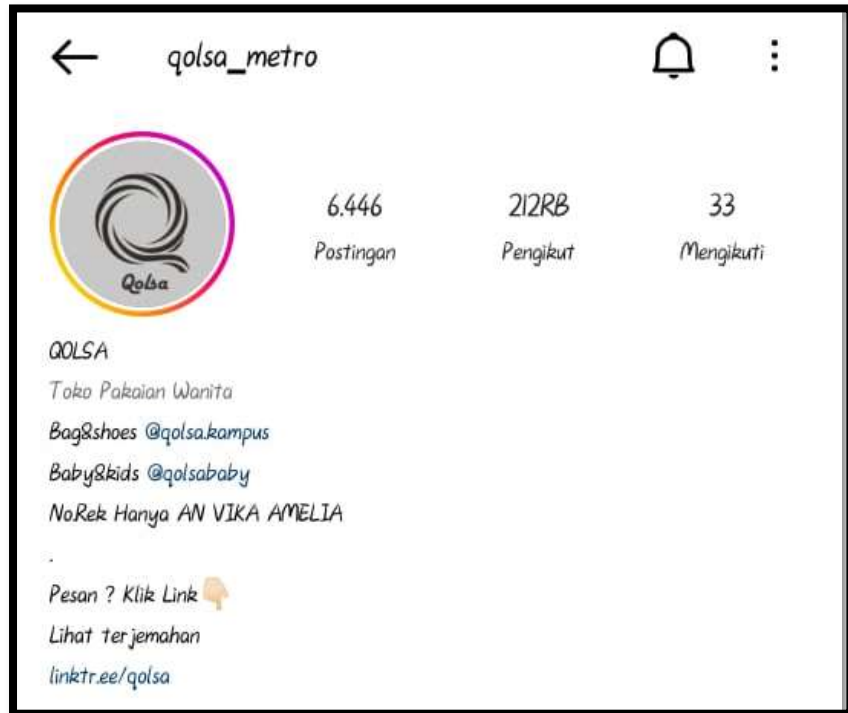 qolsa_metro
Qolsa
6.446 212RB 33
Postingan Pengikut Mengikuti
QOLSA
Toko Pakaian Wanita
Bag&shoes @qolsa.kampus
Baby&kids @qolsababy
NoRek Hanya AN VIKA AMELIA
.
Pesan ? Klik Link👇🏻
Lihat terjemahan
linktr.ee/qolsa